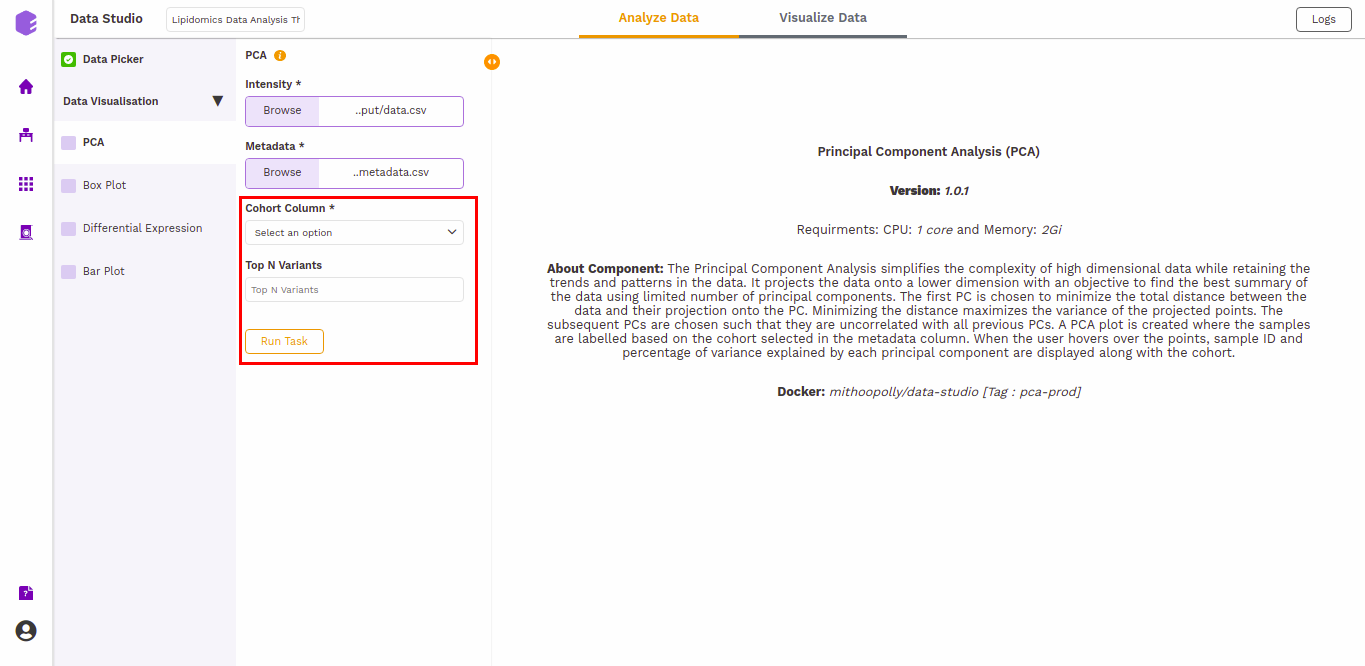 Data Studio
Lipidomics Data Analysis Th
Analyze Data
Visualize Data
Logs
Data Picker
Data Visualisation
PCA
Box Plot
Differential Expression
Bar Plot
PCA
Intensity *
Browse ..put/data.csv
Metadata *
Browse ..metadata.csv
Cohort Column *
Select an option
Top N Variants
Top N Variants
Run Task
Principal Component Analysis (PCA)
Version: 1.0.1
Requirments: CPU: 1 core and Memory: 2Gi
About Component: The Principal Component Analysis simplifies the complexity of high dimensional data while retaining the
trends and patterns in the data. It projects the data onto a lower dimension with an objective to find the best summary of
the data using limited number of principal components. The first PC is chosen to minimize the total distance between the
data and their projection onto the PC. Minimizing the distance maximizes the variance of the projected points. The
subsequent PCs are chosen such that they are uncorrelated with all previous PCs. A PCA plot is created where the samples
are labelled based on the cohort selected in the metadata column. When the user hovers over the points, sample ID and
percentage of variance explained by each principal component are displayed along with the cohort.
Docker: mithoopolly/data-studio [Tag : pca-prod]